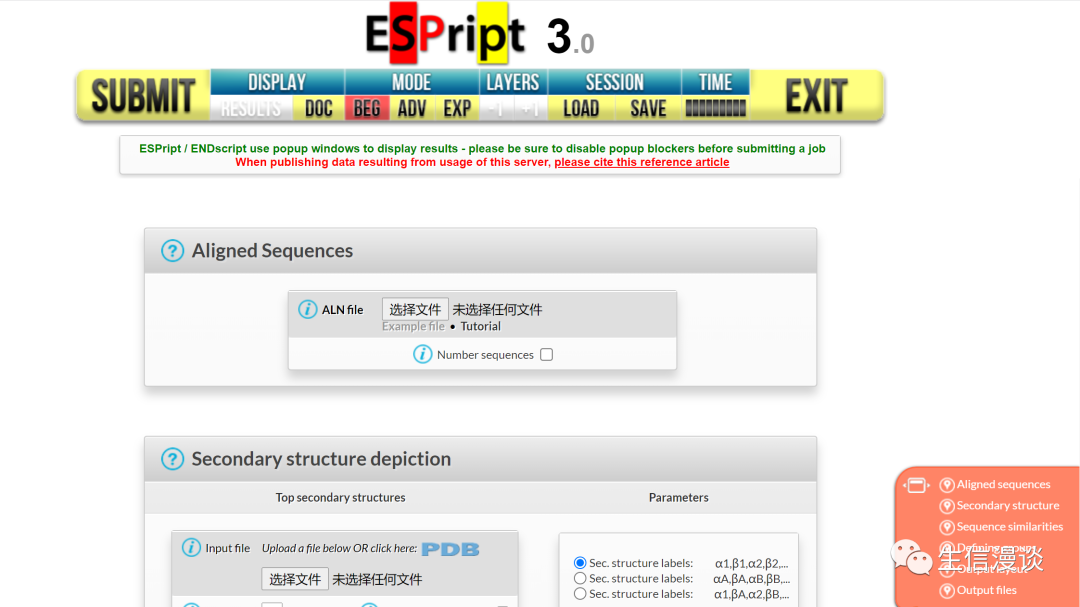 ESPript 3.0
SUBMIT
DISPLAY MODE LAYERS SESSION TIME
RESULTS DOC BEG ADV EXP -1 +1 LOAD SAVE
EXIT
ESPript / ENDscript use popup windows to display results - please be sure to disable popup blockers before submitting a job
When publishing data resulting from usage of this server, please cite this reference article
Aligned Sequences
ALN file 选择文件 未选择任何文件
Example file • Tutorial
Number sequences
Secondary structure depiction
Top secondary structures
Parameters
Input file Upload a file below OR click here: PDB
选择文件 未选择任何文件
Sec. structure labels: α1,β1,α2,β2,...
Sec. structure labels: αA,βA,αB,βB,...
Sec. structure labels: α1,βA,α2,βB,...
Aligned sequences
Secondary structure
Sequence similarities
Defining groups
Output layout
Output files
生信漫谈